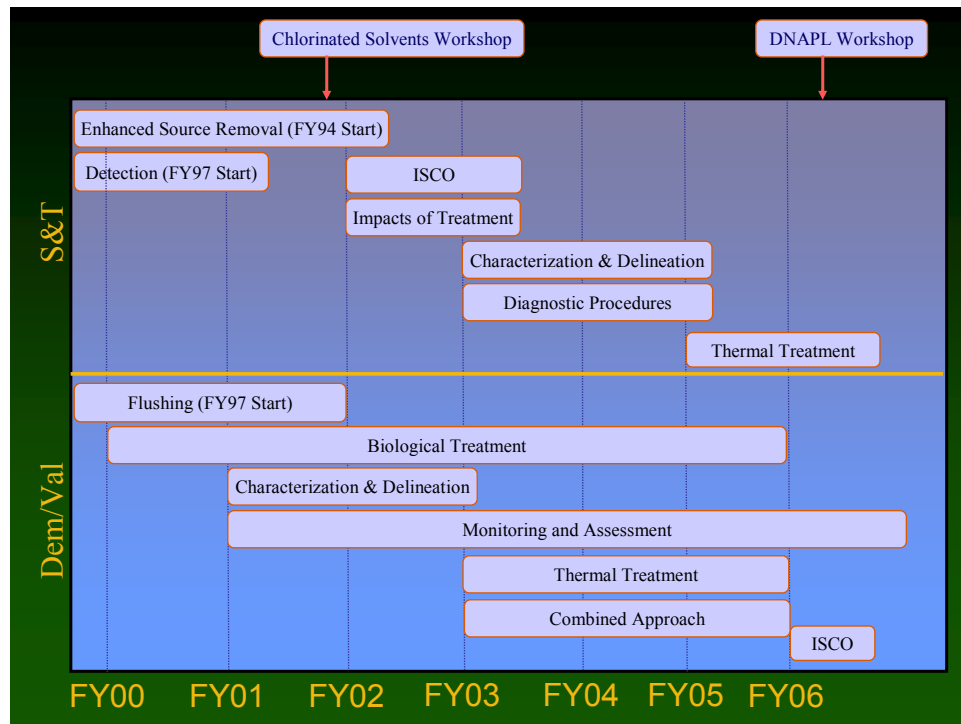 Chlorinated Solvents Workshop
DNAPL Workshop
S&T
Enhanced Source Removal (FY94 Start)
Detection (FY97 Start)
ISCO
Impacts of Treatment
Characterization & Delineation
Diagnostic Procedures
Thermal Treatment
Dem/Val
Flushing (FY97 Start)
Biological Treatment
Characterization & Delineation
Monitoring and Assessment
Thermal Treatment
Combined Approach
ISCO
FY00 FY01 FY02 FY03 FY04 FY05 FY06